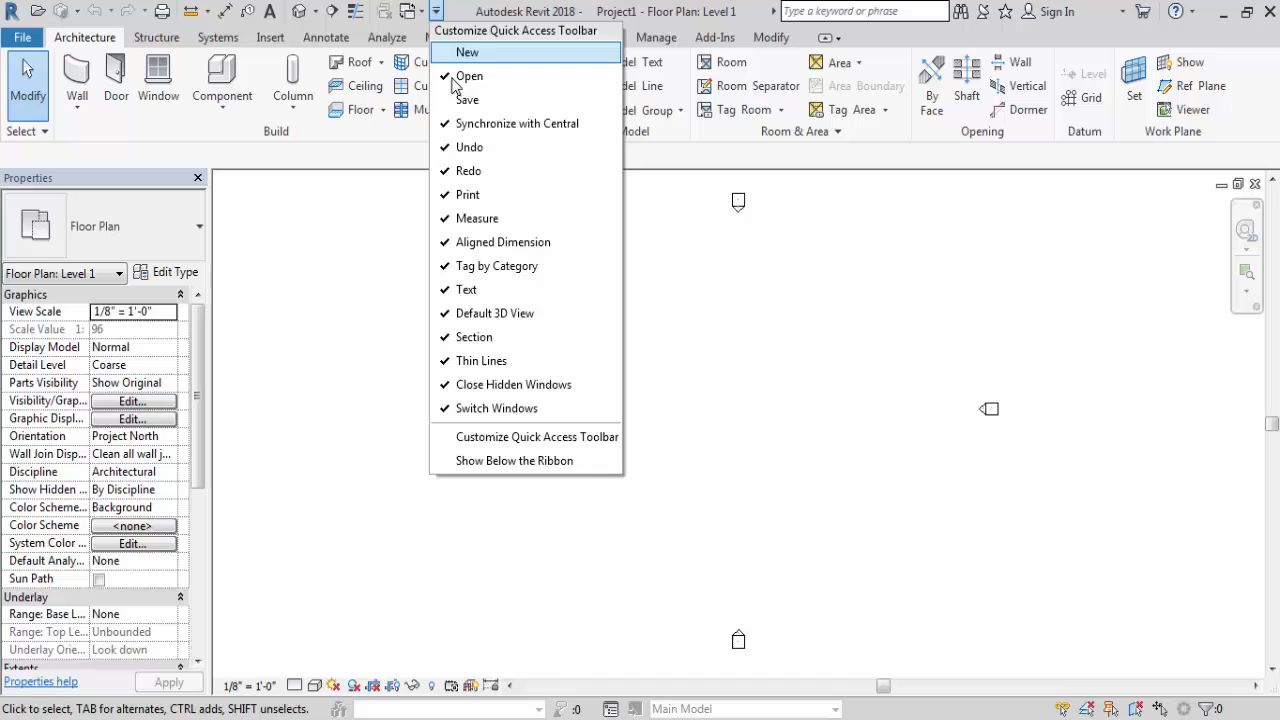 Autodesk Revit 2018 - Project1 - Floor Plan: Level 1
Type a keyword or phrase
Sign In
File
Architecture
Structure
Systems
Insert
Annotate
Analyze
Manage
Add-Ins
Modify
Modify
Wall
Door
Window
Component
Column
Roof
Ceiling
Floor
Cu
Cu
Mu
Text
Line
Group
Room
Room Separator
Tag Room
Area
Area Boundary
Tag Area
By
Face
Shaft
Wall
Vertical
Dormer
Level
Grid
Set
Show
Ref Plane
Viewer
Select
Build
Model
Room & Area
Opening
Datum
Work Plane
Customize Quick Access Toolbar
New
Open
Save
Synchronize with Central
Undo
Redo
Print
Measure
Aligned Dimension
Tag by Category
Text
Default 3D View
Section
Thin Lines
Close Hidden Windows
Switch Windows
Customize Quick Access Toolbar
Show Below the Ribbon
Properties
Floor Plan
Floor Plan: Level 1
Edit Type
Graphics
View Scale 1/8" = 1'-0"
Scale Value 1: 96
Display Model Normal
Detail Level Coarse
Parts Visibility Show Original
Visibility/Grap... Edit...
Graphic Displ... Edit...
Orientation Project North
Wall Join Disp... Clean all wall j...
Discipline Architectural
Show Hidden ... By Discipline
Color Scheme... Background
Color Scheme <none>
System Color ... Edit...
Default Analy... None
Sun Path
Underlay
Range: Base L... None
Range: Top Le... Unbounded
Underlay Orie... Look down
Extents
Properties help
Apply
2D
1/8" = 1'-0"
Click to select, TAB for alternates, CTRL adds, SHIFT unselects.
:0
Main Model
:0